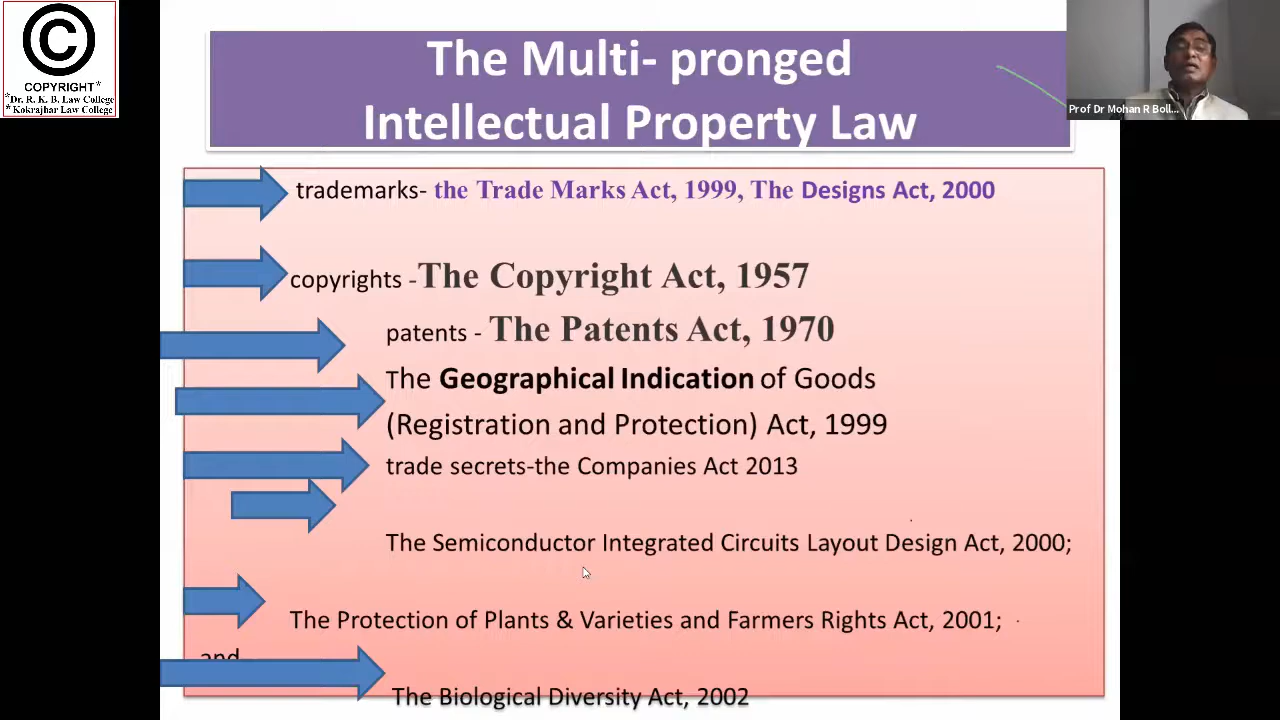 ©
COPYRIGHT*
*Dr. R. K. B. Law College
* Kokrajhar Law College
The Multi- pronged
Intellectual Property Law
Prof Dr Mohan R Boll...
trademarks- the Trade Marks Act, 1999, The Designs Act, 2000
copyrights -The Copyright Act, 1957
patents - The Patents Act, 1970
The Geographical Indication of Goods
(Registration and Protection) Act, 1999
trade secrets-the Companies Act 2013
The Semiconductor Integrated Circuits Layout Design Act, 2000;
The Protection of Plants & Varieties and Farmers Rights Act, 2001;
and
The Biological Diversity Act, 2002